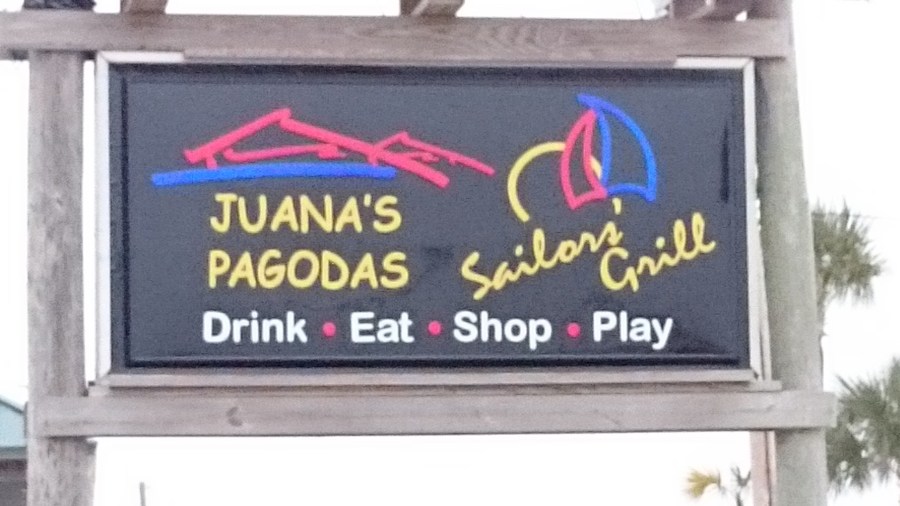 JUANA'S
PAGODAS
Sailors'
Grill
Drink • Eat • Shop • Play